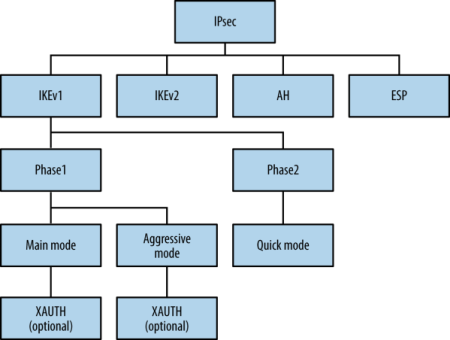 IPsec
IKEv1
IKEv2
AH
ESP
Phase1
Phase2
Main mode
Aggressive
mode
Quick mode
XAUTH
(optional)
XAUTH
(optional)